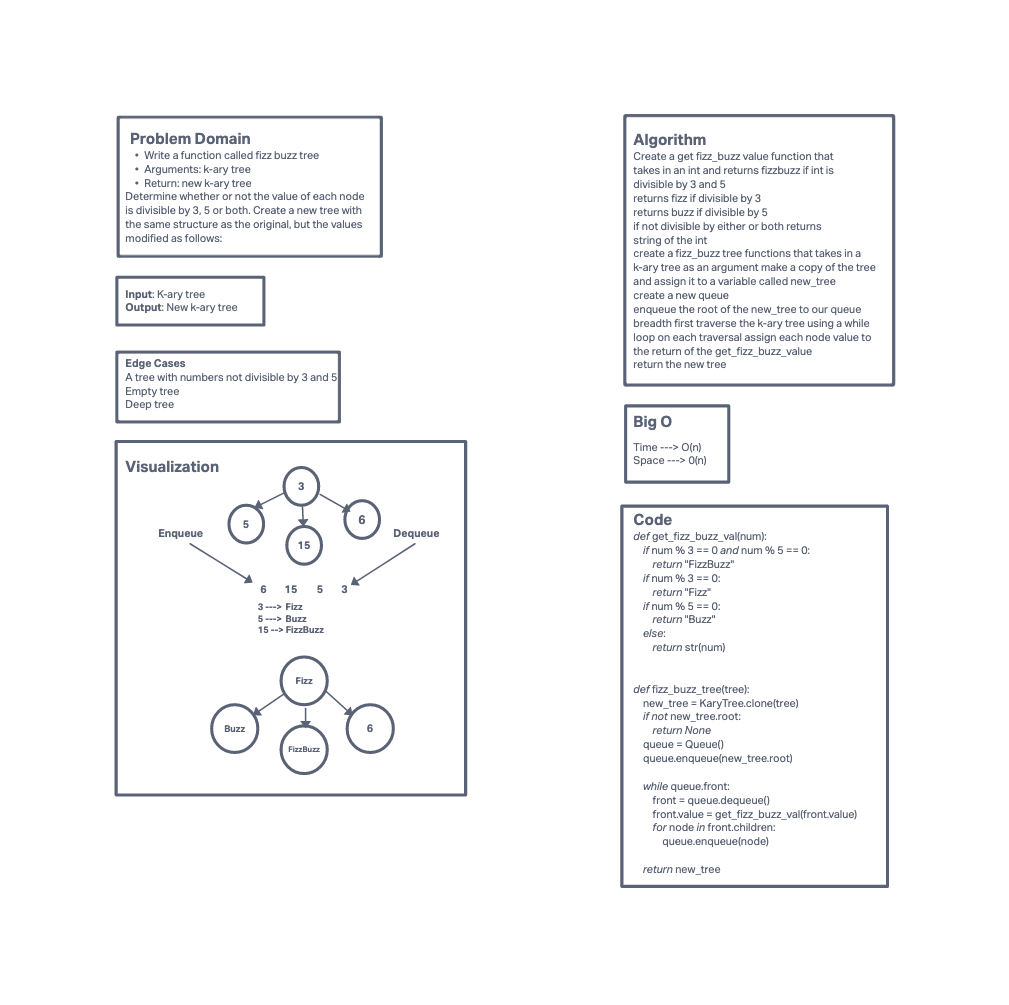 Problem Domain
• Write a function called fizz buzz tree
• Arguments: k-ary tree
• Return: new k-ary tree
Determine whether or not the value of each node
is divisible by 3, 5 or both. Create a new tree with
the same structure as the original, but the values
modified as follows:
Input: K-ary tree
Output: New k-ary tree
Edge Cases
A tree with numbers not divisible by 3 and 5
Empty tree
Deep tree
Visualization
3
5
15
6
Enqueue
Dequeue
6 15 5 3
3 ---> Fizz
5 ---> Buzz
15 --> FizzBuzz
Fizz
Buzz
FizzBuzz
6
Algorithm
Create a get fizz_buzz value function that
takes in an int and returns fizzbuzz if int is
divisible by 3 and 5
returns fizz if divisible by 3
returns buzz if divisible by 5
if not divisible by either or both returns
string of the int
create a fizz_buzz tree functions that takes in a
k-ary tree as an argument make a copy of the tree
and assign it to a variable called new_tree
create a new queue
enqueue the root of the new_tree to our queue
breadth first traverse the k-ary tree using a while
loop on each traversal assign each node value to
the return of the get_fizz_buzz_value
return the new tree
Big O
Time ---> O(n)
Space ---> 0(n)
Code
def get_fizz_buzz_val(num):
if num % 3 == 0 and num % 5 == 0:
return "FizzBuzz"
if num % 3 == 0:
return "Fizz"
if num % 5 == 0:
return "Buzz"
else:
return str(num)
def fizz_buzz_tree(tree):
new_tree = KaryTree.clone(tree)
if not new_tree.root:
return None
queue = Queue()
queue.enqueue(new_tree.root)
while queue.front:
front = queue.dequeue()
front.value = get_fizz_buzz_val(front.value)
for node in front.children:
queue.enqueue(node)
return new_tree